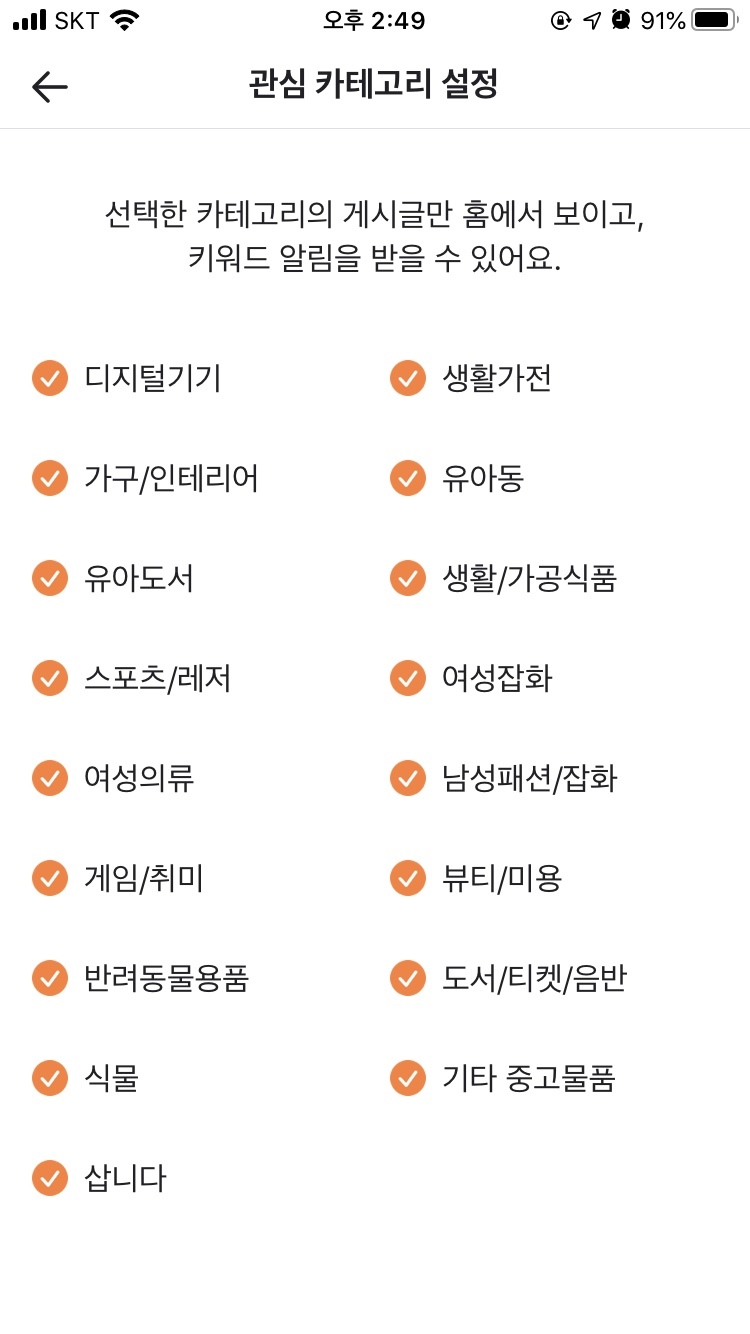 SKT 오후 2:49 91%
관심 카테고리 설정
선택한 카테고리의 게시글만 홈에서 보이고,
키워드 알림을 받을 수 있어요.
디지털기기 생활가전
가구/인테리어 유아동
유아도서 생활/가공식품
스포츠/레저 여성잡화
여성의류 남성패션/잡화
게임/취미 뷰티/미용
반려동물용품 도서/티켓/음반
식물 기타 중고물품
삽니다